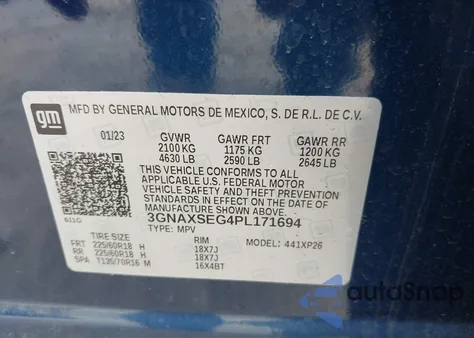 gm
MFD BY GENERAL MOTORS DE MEXICO, S. DE R.L. DE C.V.
01/23 GVWR GAWR FRT GAWR RR
2100 KG 1175 KG 1200 KG
4630 LB 2590 LB 2645 LB
THIS VEHICLE CONFORMS TO ALL
APPLICABLE U.S. FEDERAL MOTOR
VEHICLE SAFETY AND THEFT PREVENTION
STANDARDS IN EFFECT ON THE DATE OF
MANUFACTURE SHOWN ABOVE.
611G 3GNAXSEG4PL171694
TYPE: MPV MODEL: 441XP26
TIRE SIZE RIM
FRT 225/60R18 H 18X7J
RR 225/60R18 H 18X7J
SPA T135/70R16 M 16X4BT
autoSnap